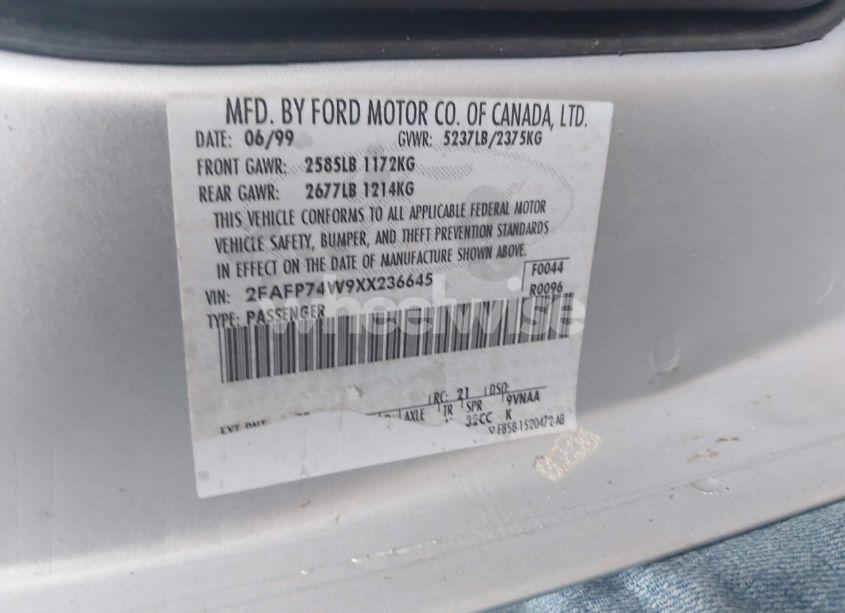 MFD. BY FORD MOTOR CO. OF CANADA, LTD.
DATE: 06/99 GVWR: 5237LB/2375KG
FRONT GAWR: 2585LB 1172KG
REAR GAWR: 2677LB 1214KG
THIS VEHICLE CONFORMS TO ALL APPLICABLE FEDERAL MOTOR
VEHICLE SAFETY, BUMPER, AND THEFT PREVENTION STANDARDS
IN EFFECT ON THE DATE OF MANUFACTURE SHOWN ABOVE.
VIN: 2FAFP74W9XX236645 F0044
TYPE: PASSENGER R0096
wheelwise
RC: 21 DSO:
AXLE TR SPR 9VNAA
EXT PNT: 32CC K
F85B 1520472 AB